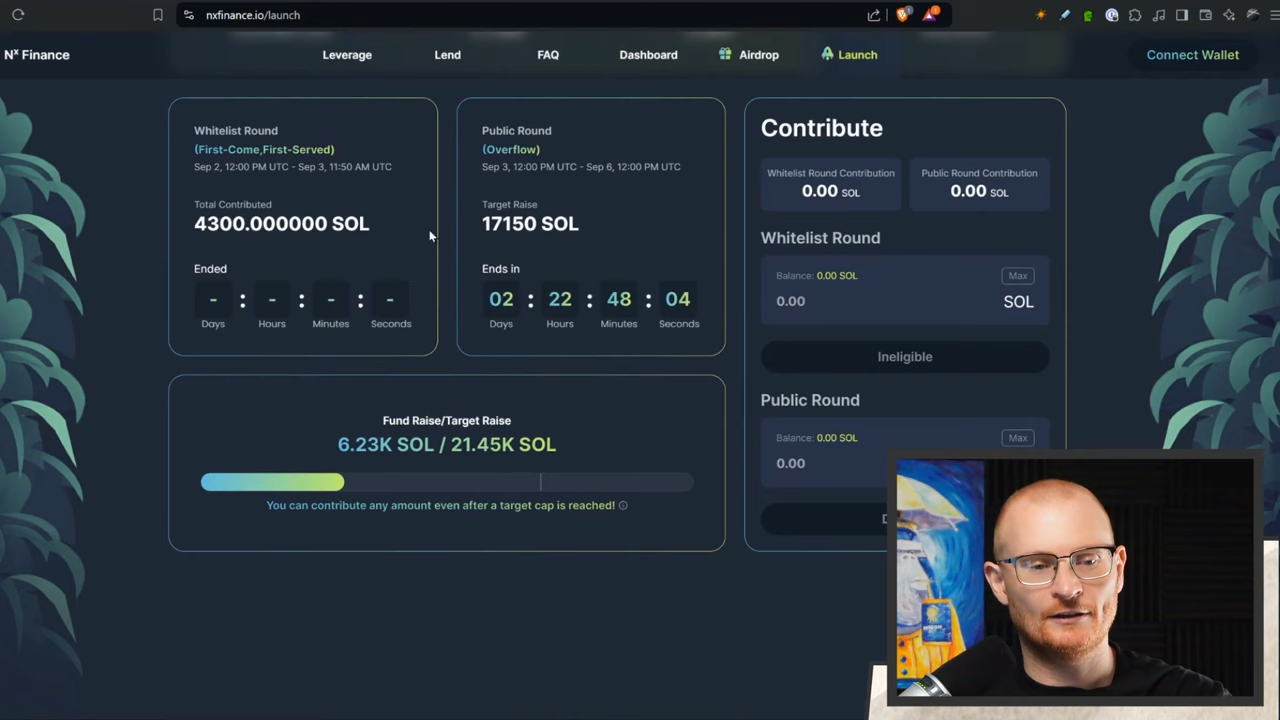 nxfinance.io/launch
1
1
Nˣ Finance
Leverage
Lend
FAQ
Dashboard
Airdrop
Launch
Connect Wallet
Whitelist Round
(First-Come,First-Served)
Sep 2, 12:00 PM UTC - Sep 3, 11:50 AM UTC
Total Contributed
4300.000000 SOL
Ended
- : - : - : -
Days Hours Minutes Seconds
Public Round
(Overflow)
Sep 3, 12:00 PM UTC - Sep 6, 12:00 PM UTC
Target Raise
17150 SOL
Ends in
02 : 22 : 48 : 04
Days Hours Minutes Seconds
Fund Raise/Target Raise
6.23K SOL / 21.45K SOL
You can contribute any amount even after a target cap is reached!
Contribute
Whitelist Round Contribution
0.00 SOL
Public Round Contribution
0.00 SOL
Whitelist Round
Balance: 0.00 SOL
Max
0.00
SOL
Ineligible
Public Round
Balance: 0.00 SOL
Max
0.00